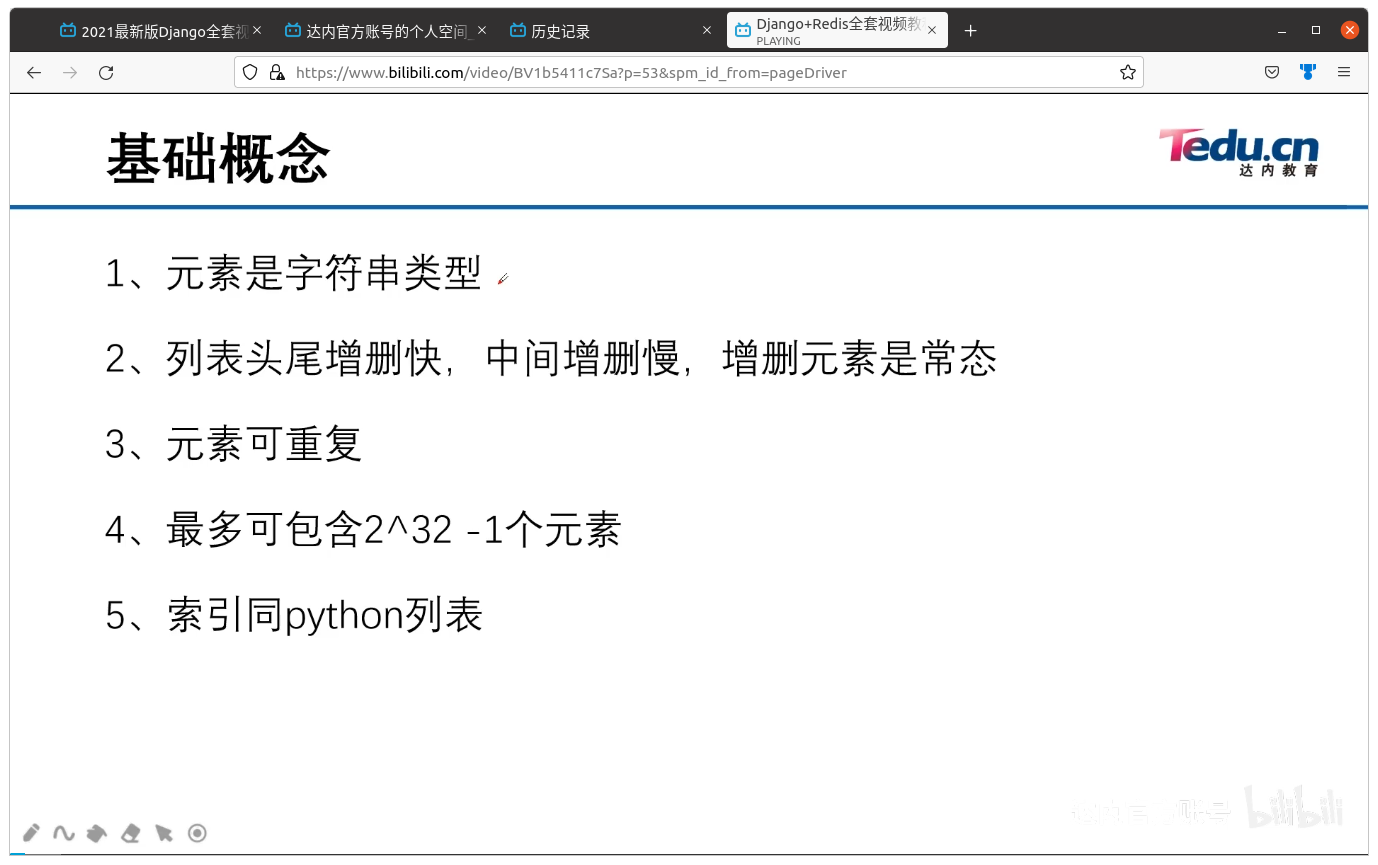 2021最新版Django全套视
达内官方账号的个人空间_
历史记录
Django+Redis全套视频教
PLAYING
https://www.bilibili.com/video/BV1b5411c7Sa?p=53&spm_id_from=pageDriver
基础概念
Tedu.cn
达内教育
1、元素是字符串类型
2、列表头尾增删快，中间增删慢，增删元素是常态
3、元素可重复
4、最多可包含2^32 -1个元素
5、索引同python列表
达内官方账号 bilibili